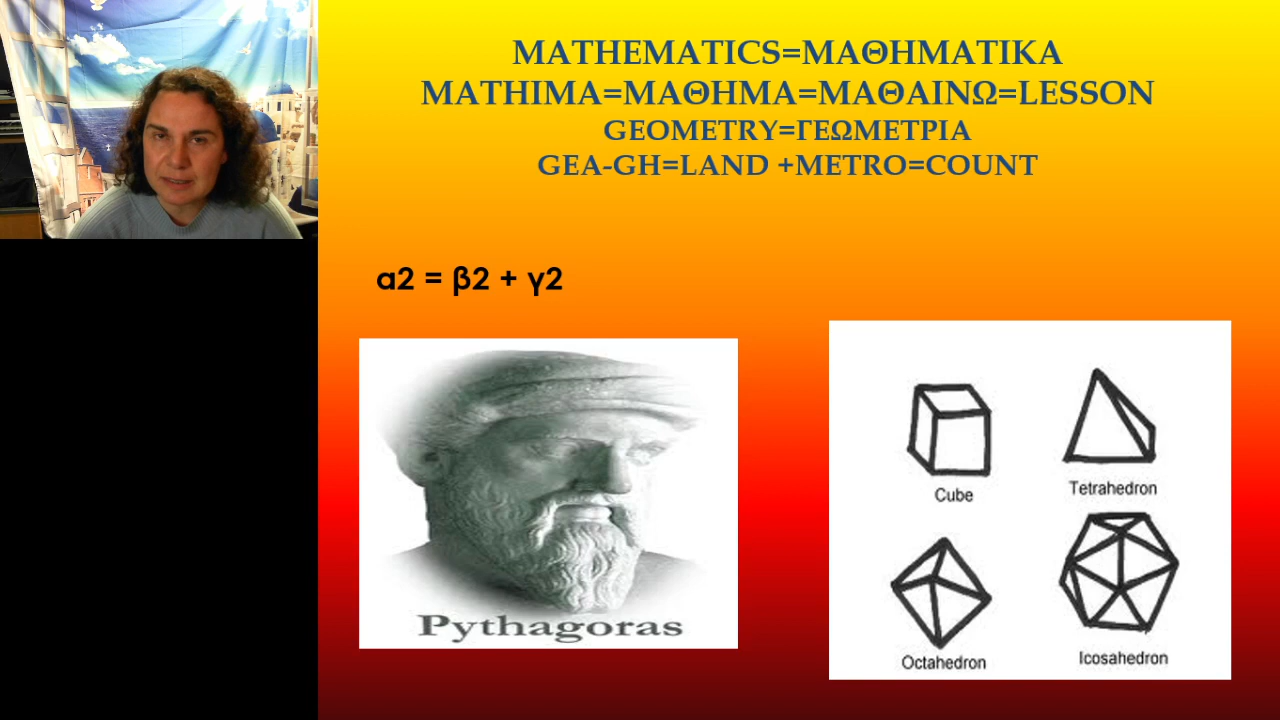 MATHEMATICS=ΜΑΘΗΜΑΤΙΚΑ
MATHIMA=ΜΑΘΗΜΑ=ΜΑΘΑΙΝΩ=LESSON
GEOMETRY=ΓΕΩΜΕΤΡΙΑ
GEA-GH=LAND +METRO=COUNT
α2 = β2 + γ2
Pythagoras
Cube
Tetrahedron
Octahedron
Icosahedron